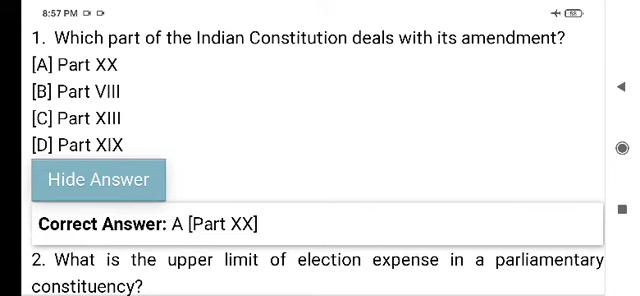 8:57 PM
58
1. Which part of the Indian Constitution deals with its amendment?
[A] Part XX
[B] Part VIII
[C] Part XIII
[D] Part XIX
Hide Answer
Correct Answer: A [Part XX]
2. What is the upper limit of election expense in a parliamentary
constituency?